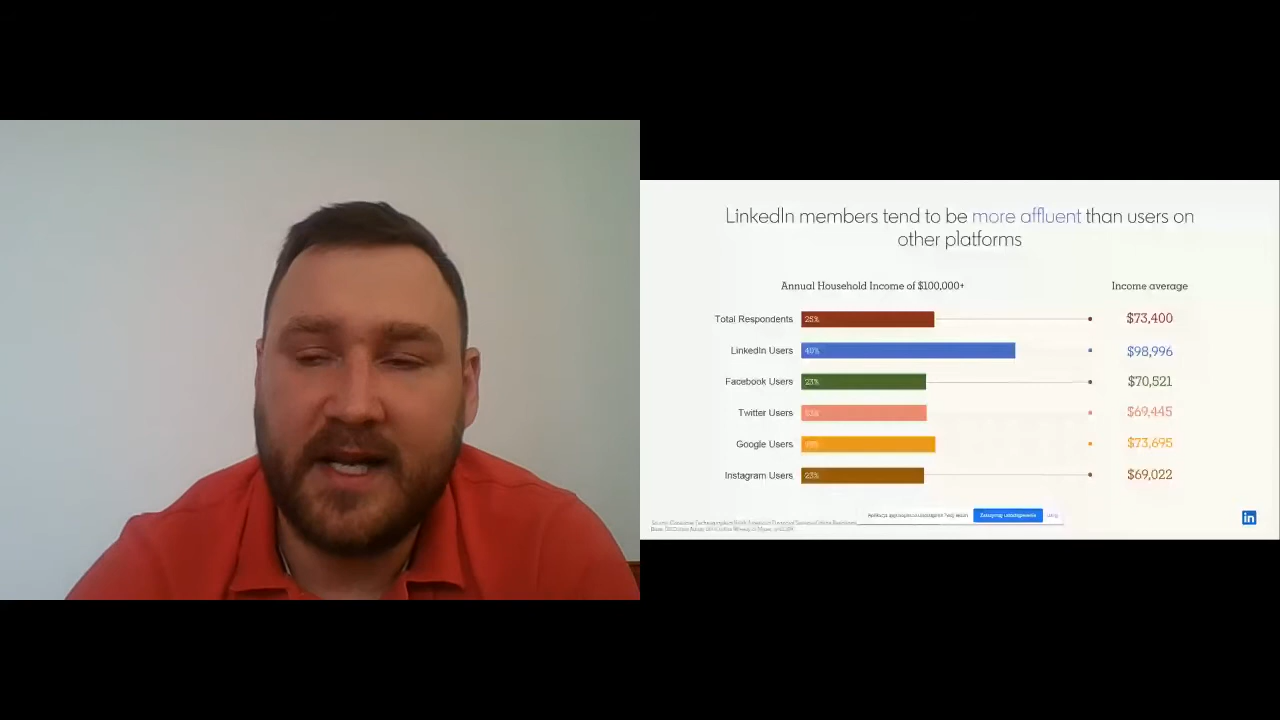 LinkedIn members tend to be more affluent than users on
other platforms
Annual Household Income of $100,000+
Income average
Total Respondents
25%
$73,400
LinkedIn Users
40%
$98,996
Facebook Users
23%
$70,521
Twitter Users
$69,445
Google Users
$73,695
Instagram Users
23%
$69,022
in